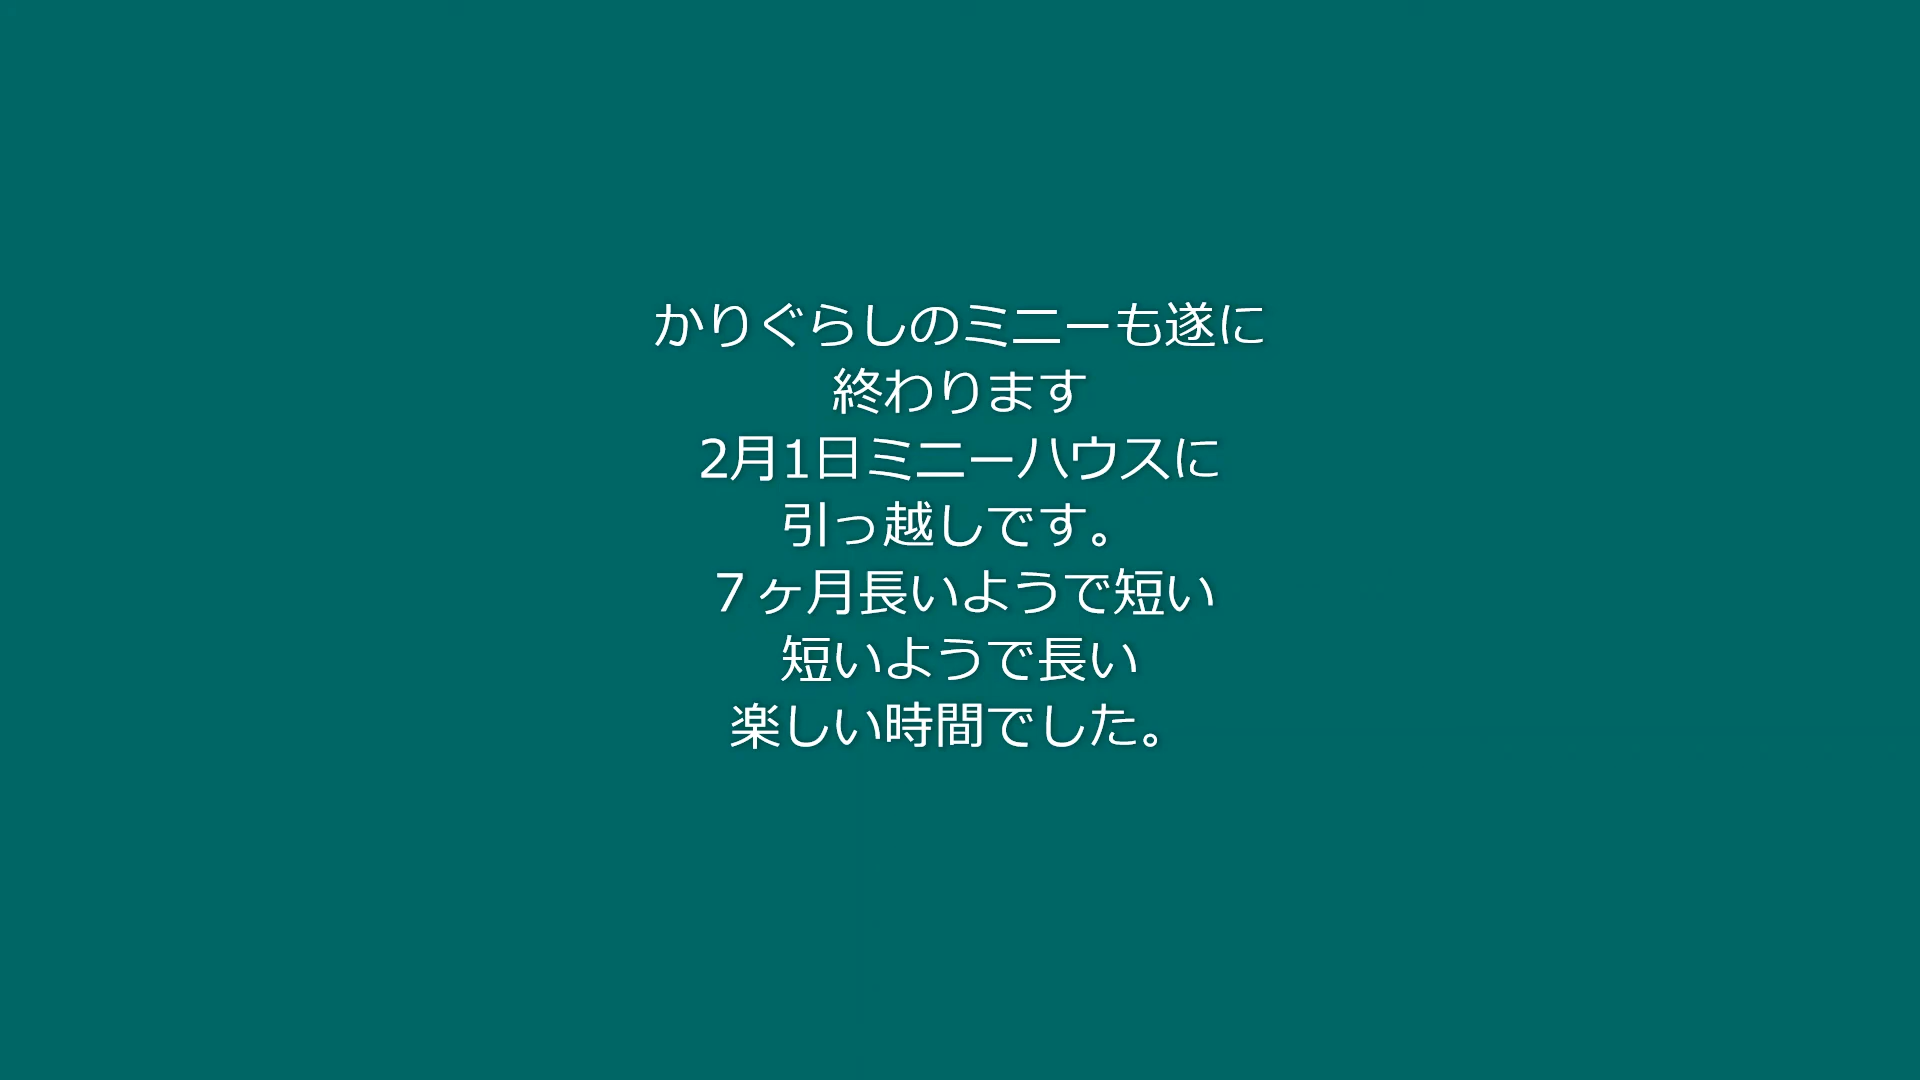 かりぐらしのミニーも遂に
終わります
2月1日ミニーハウスに
引っ越しです。
７ヶ月長いようで短い
短いようで長い
楽しい時間でした。